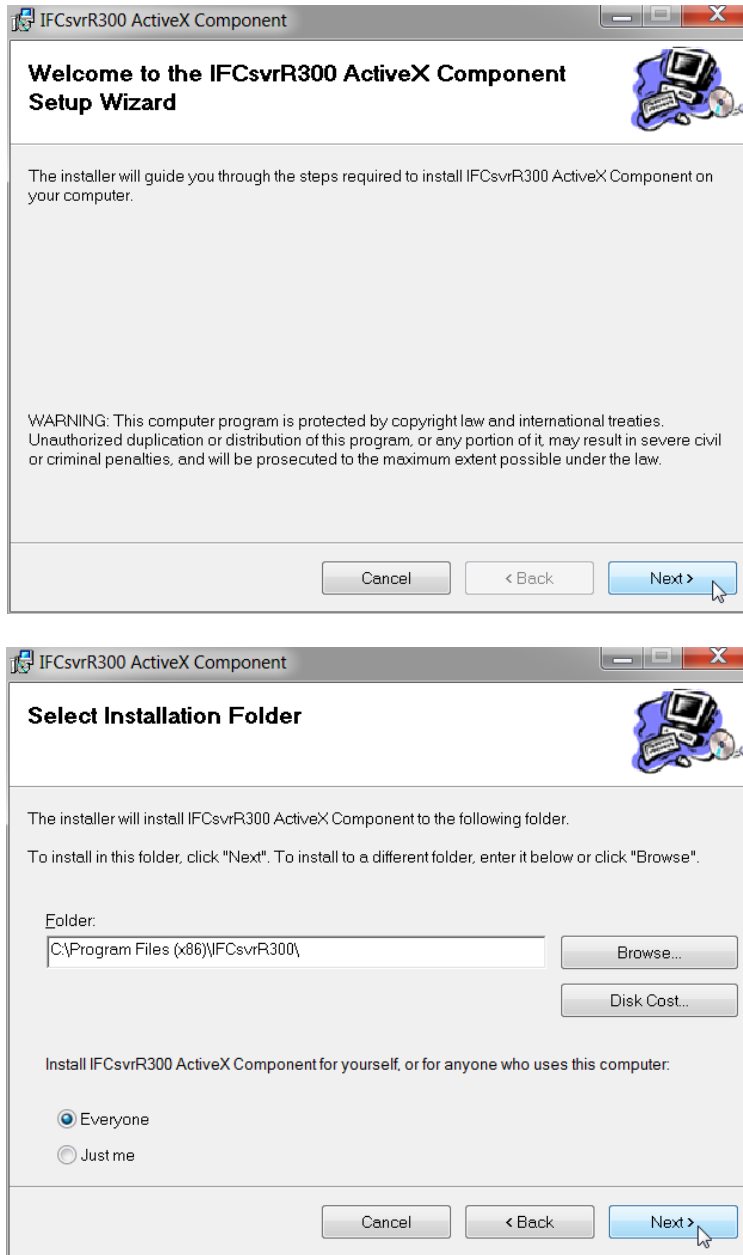 IFCsvrR300 ActiveX Component
Welcome to the IFCsvrR300 ActiveX Component
Setup Wizard
The installer will guide you through the steps required to install IFCsvrR300 ActiveX Component on
your computer.
WARNING: This computer program is protected by copyright law and international treaties.
Unauthorized duplication or distribution of this program, or any portion of it, may result in severe civil
or criminal penalties, and will be prosecuted to the maximum extent possible under the law.
Cancel
< Back
Next >
IFCsvrR300 ActiveX Component
Select Installation Folder
The installer will install IFCsvrR300 ActiveX Component to the following folder.
To install in this folder, click "Next". To install to a different folder, enter it below or click "Browse".
Folder:
C:\Program Files (x86)\IFCsvrR300\
Browse...
Disk Cost...
Install IFCsvrR300 ActiveX Component for yourself, or for anyone who uses this computer:
Everyone
Just me
Cancel
< Back
Next >